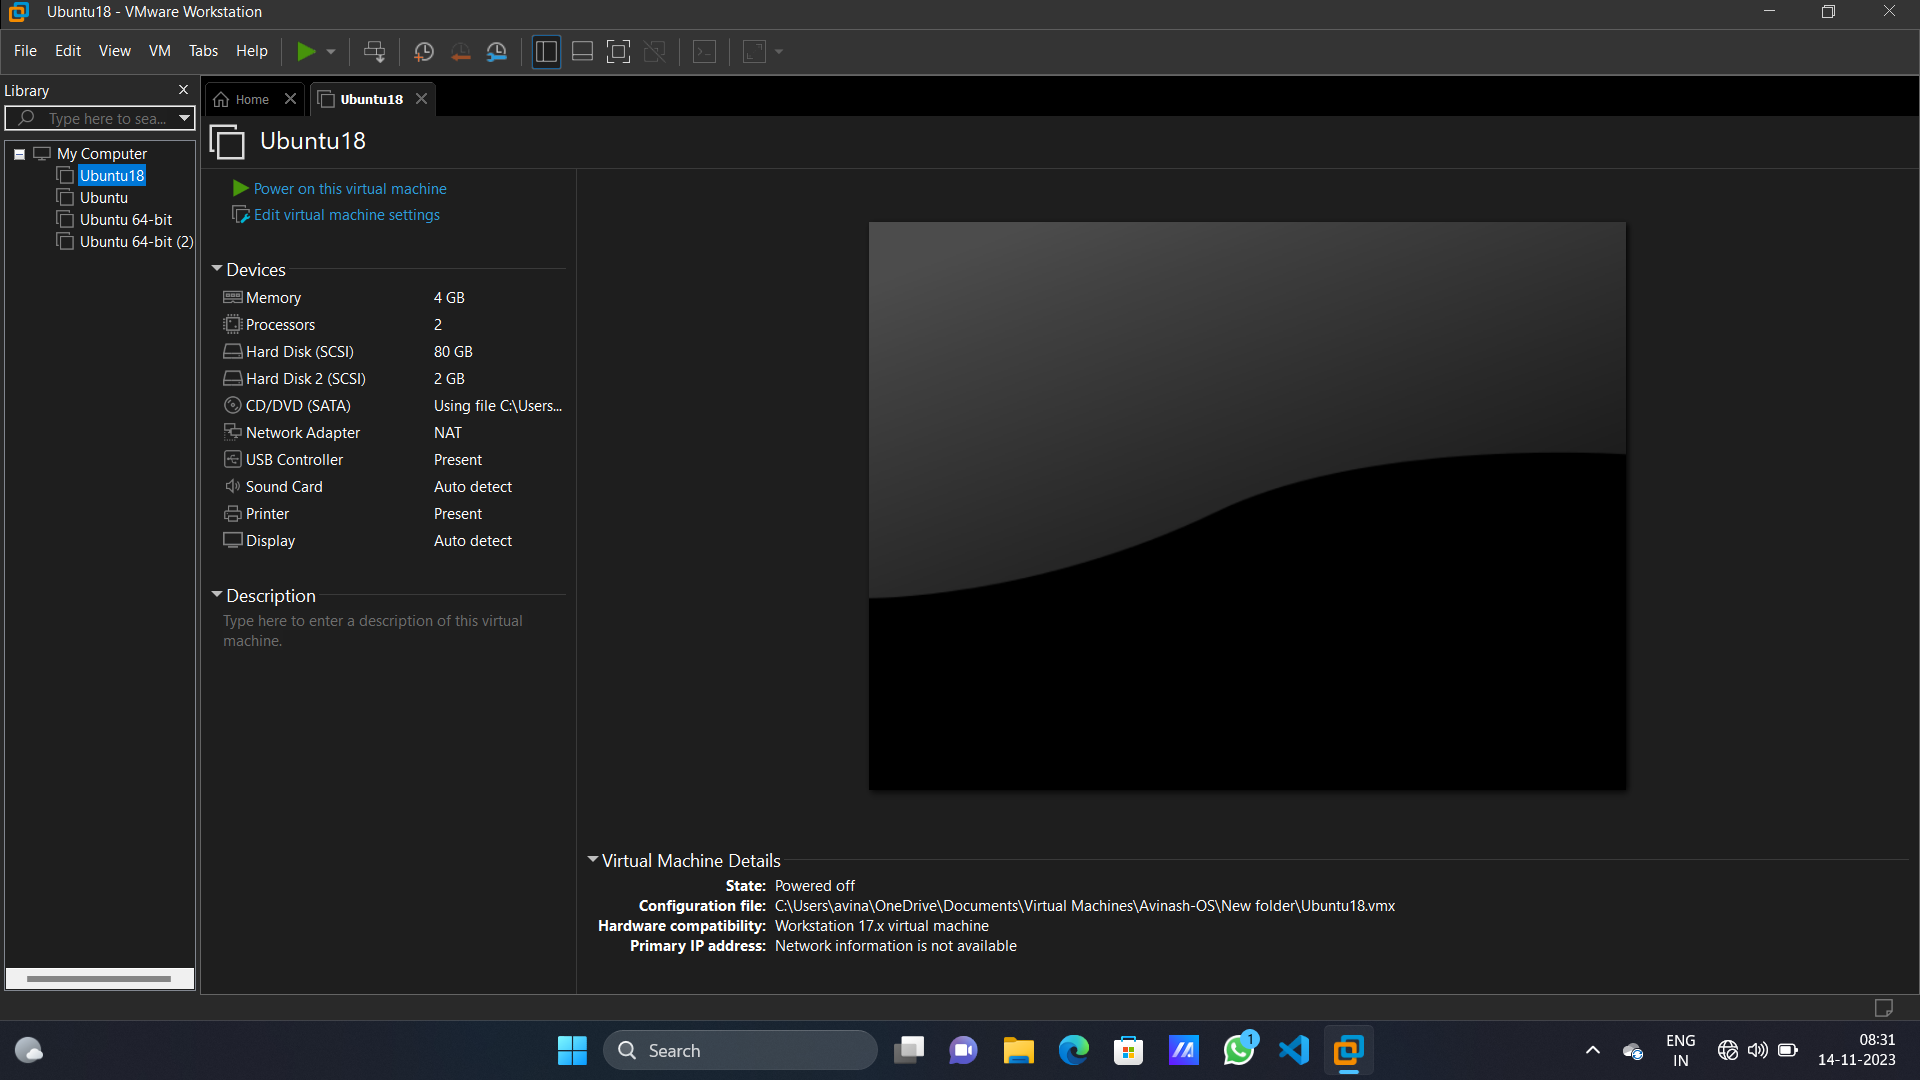 Ubuntu18 - VMware Workstation
File Edit View VM Tabs Help
Library
Type here to sea...
My Computer
Ubuntu18
Ubuntu
Ubuntu 64-bit
Ubuntu 64-bit (2)
Home
Ubuntu18
Ubuntu18
Power on this virtual machine
Edit virtual machine settings
Devices
Memory 4 GB
Processors 2
Hard Disk (SCSI) 80 GB
Hard Disk 2 (SCSI) 2 GB
CD/DVD (SATA) Using file C:\Users...
Network Adapter NAT
USB Controller Present
Sound Card Auto detect
Printer Present
Display Auto detect
Description
Type here to enter a description of this virtual
machine.
Virtual Machine Details
State: Powered off
Configuration file: C:\Users\avina\OneDrive\Documents\Virtual Machines\Avinash-OS\New folder\Ubuntu18.vmx
Hardware compatibility: Workstation 17.x virtual machine
Primary IP address: Network information is not available
Search
1
ENG
IN
08:31
14-11-2023